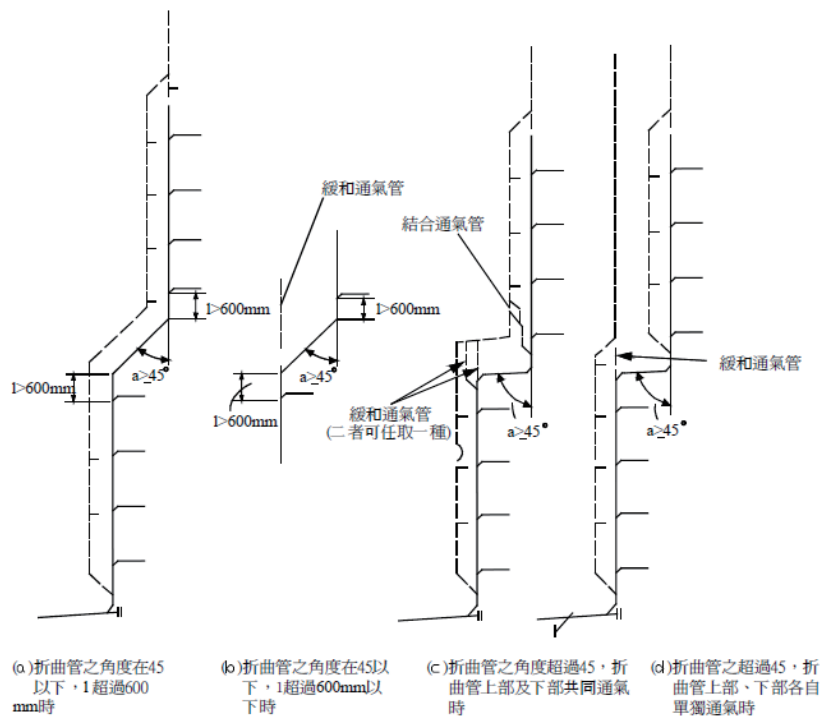 緩和通氣管
結合通氣管
l>600mm
l>600mm
緩和通氣管
a≥45°
a≥45°
l>600mm
l>600mm
緩和通氣管
(二者可任取一種)
a≥45°
a≥45°
(a)折曲管之角度在45
以下，l超過600
mm時
(b)折曲管之角度在45以
下，l超過600mm以
下時
(c)折曲管之角度超過45，折
曲管上部及下部共同通氣
時
(d)折曲管之超過45，折
曲管上部、下部各自
單獨通氣時